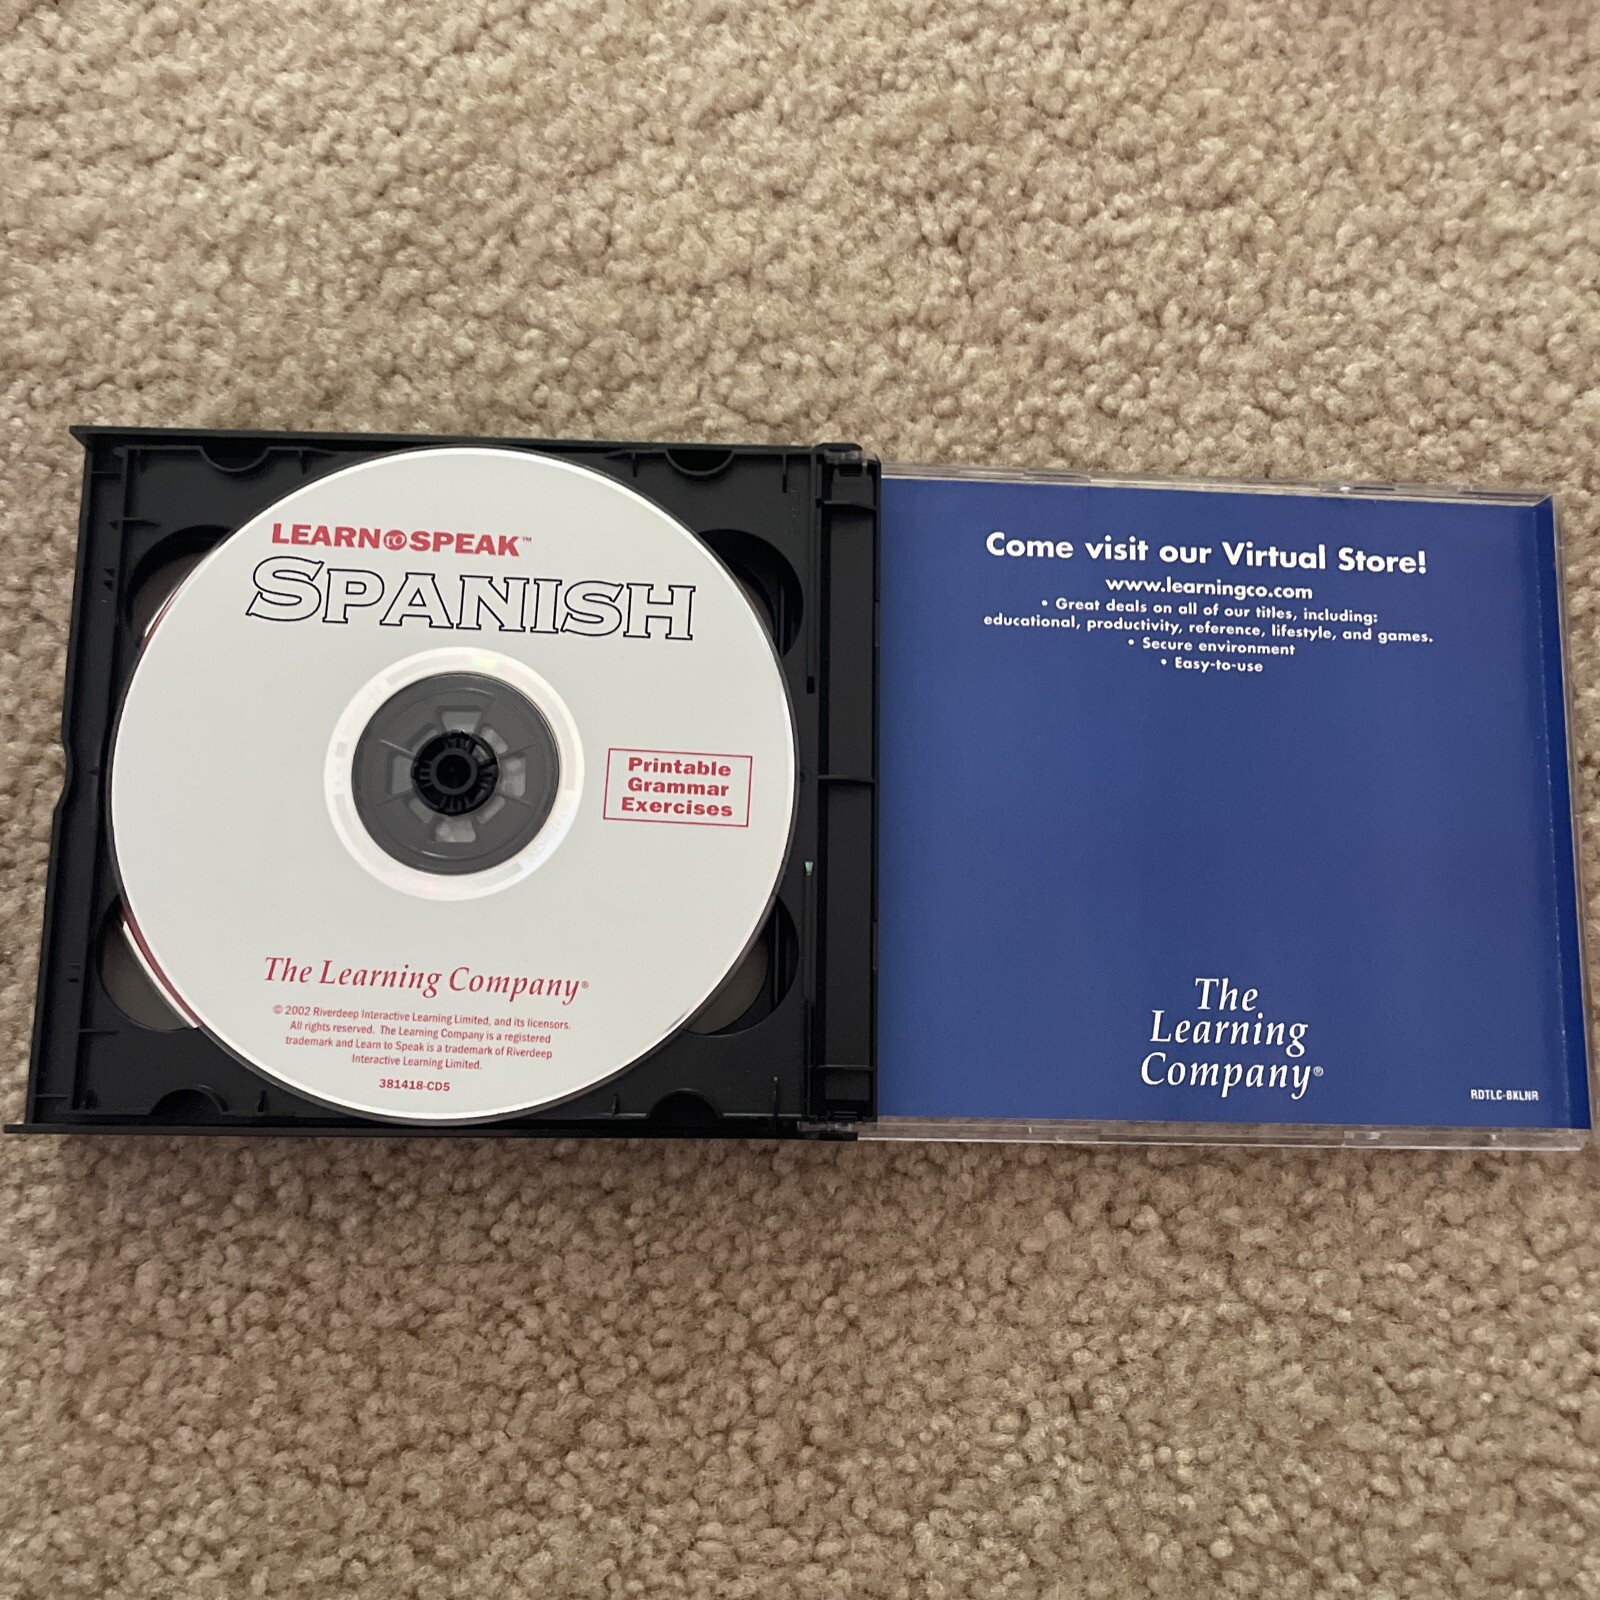 LEARN TO SPEAK™
SPANISH
Printable
Grammar
Exercises
The Learning Company®
© 2002 Riverdeep Interactive Learning Limited, and its licensors.
All rights reserved. The Learning Company is a registered
trademark and Learn to Speak is a trademark of Riverdeep
Interactive Learning Limited.
381418-CD5
Come visit our Virtual Store!
www.learningco.com
• Great deals on all of our titles, including:
educational, productivity, reference, lifestyle, and games.
• Secure environment
• Easy-to-use
The
Learning
Company®
RDTLC-BKLNR